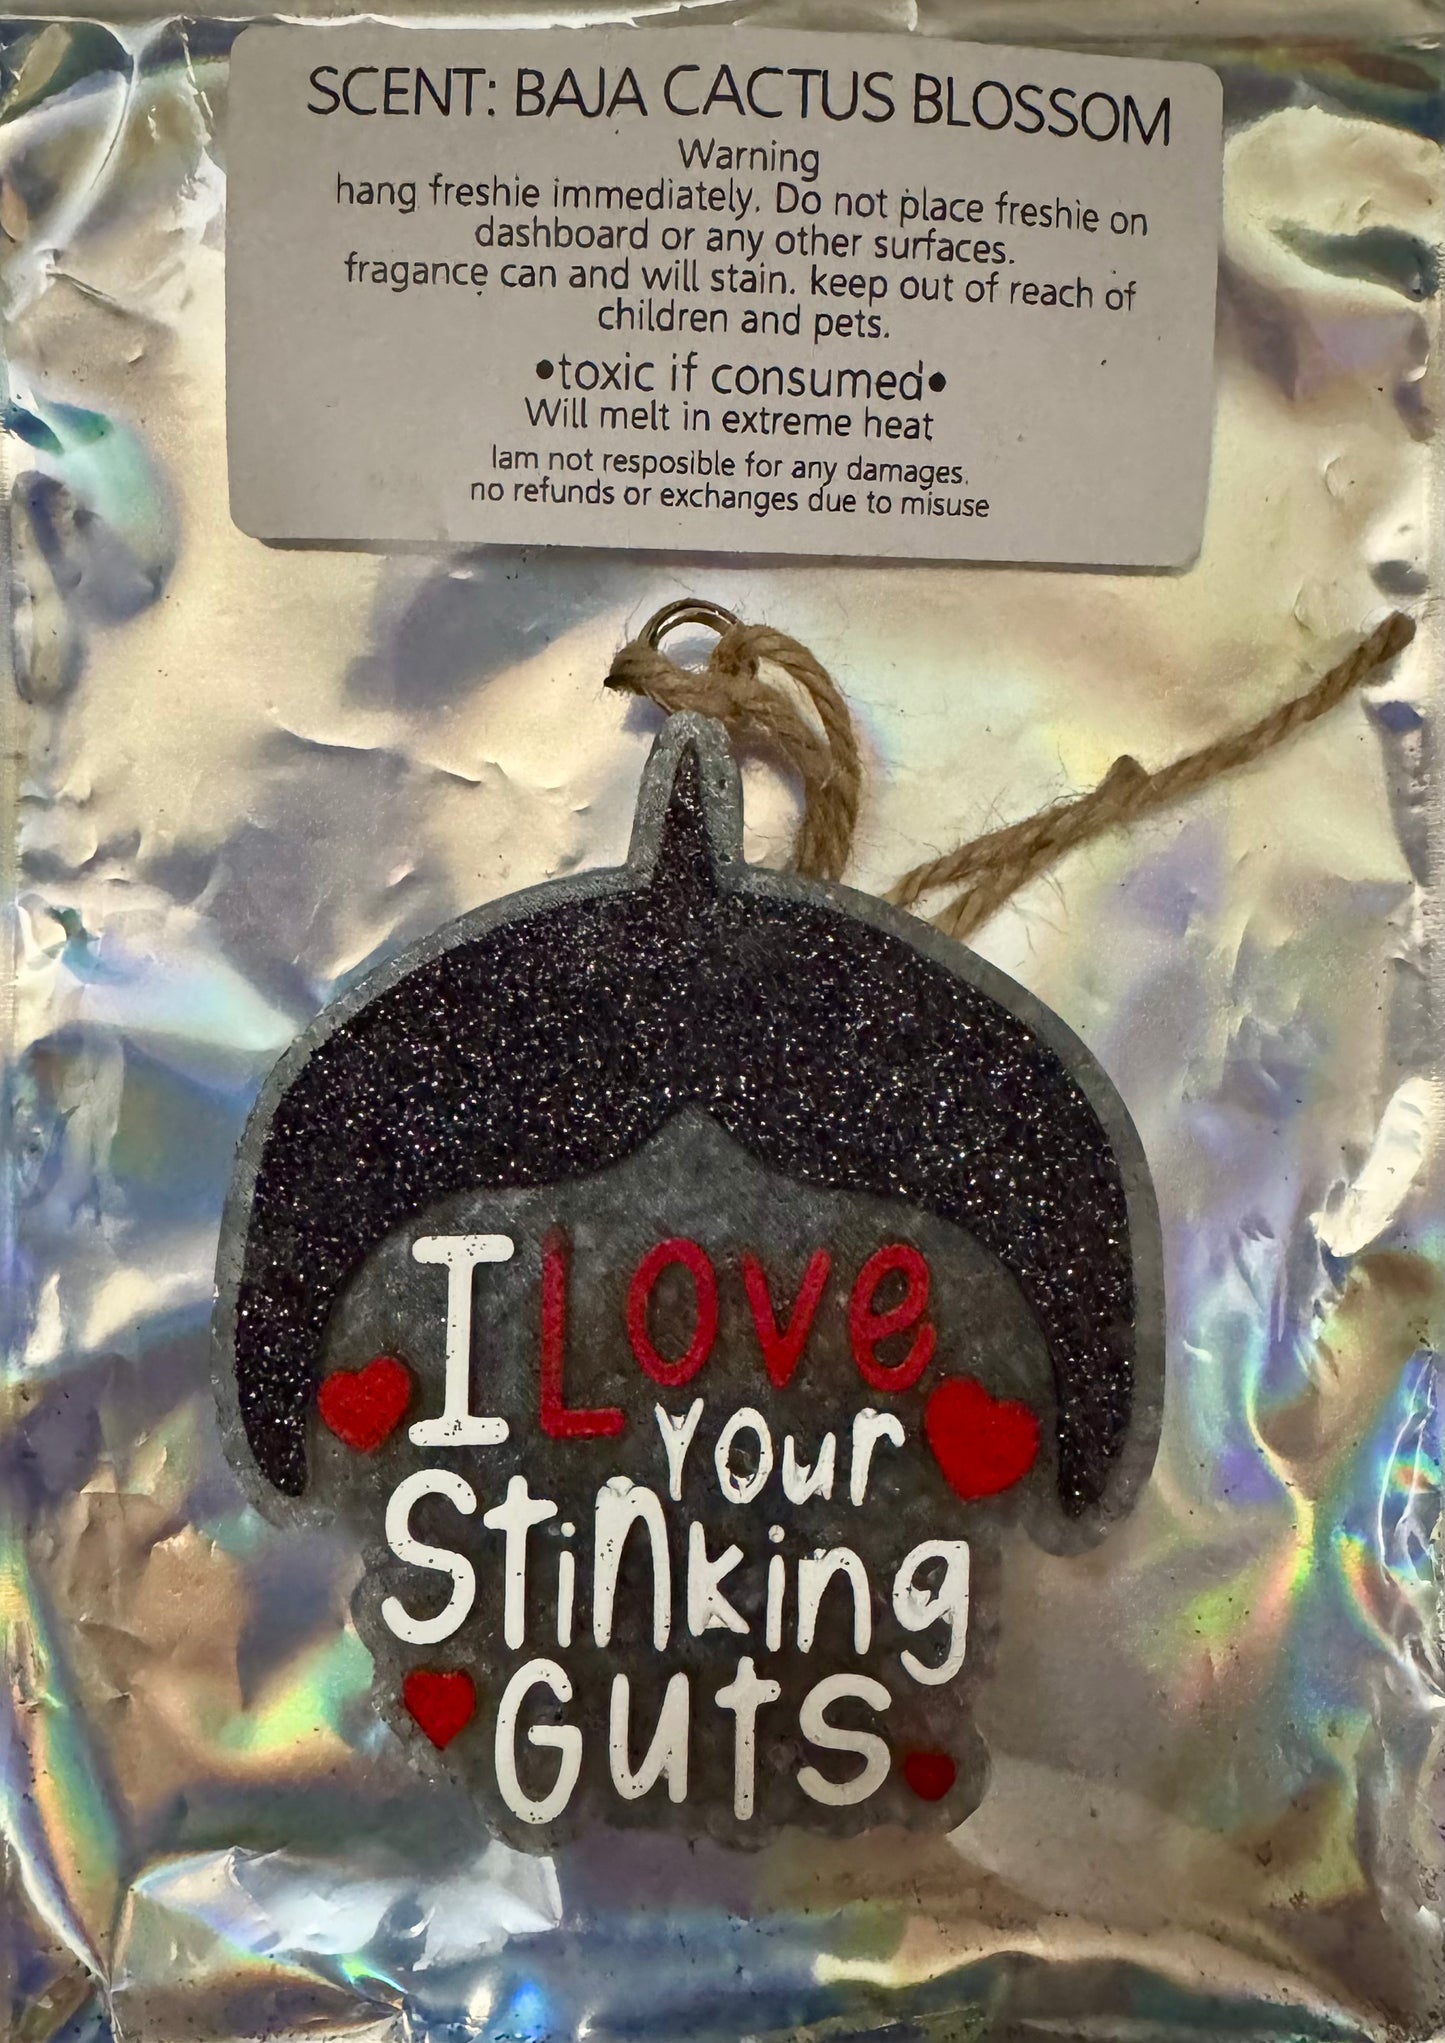 SCENT: BAJA CACTUS BLOSSOM
Warning
hang freshie immediately. Do not place freshie on
dashboard or any other surfaces.
fragance can and will stain. keep out of reach of
children and pets.
•toxic if consumed•
Will melt in extreme heat
Iam not resposible for any damages.
no refunds or exchanges due to misuse
I Love
Your
Stinking
Guts